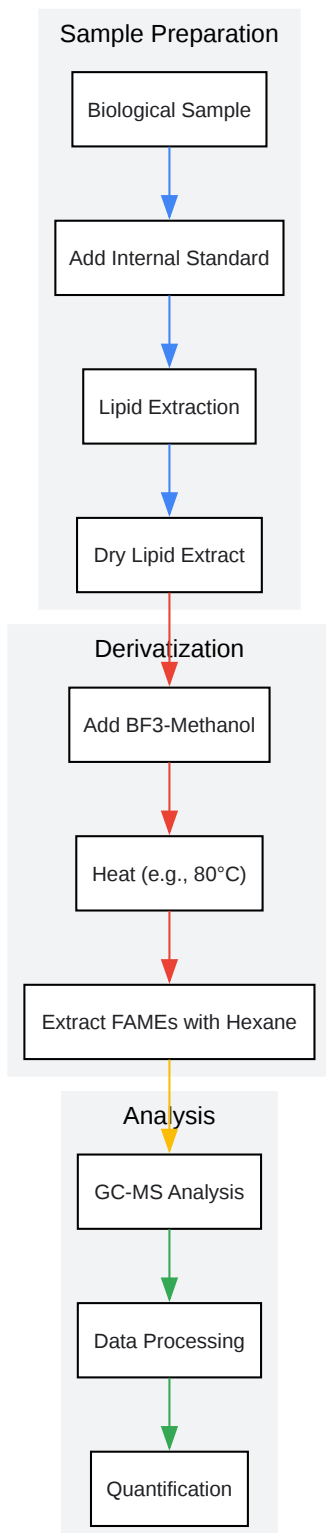 Sample Preparation
Biological Sample
Add Internal Standard
Lipid Extraction
Dry Lipid Extract
Derivatization
Add BF3-Methanol
Heat (e.g., 80°C)
Extract FAMEs with Hexane
Analysis
GC-MS Analysis
Data Processing
Quantification